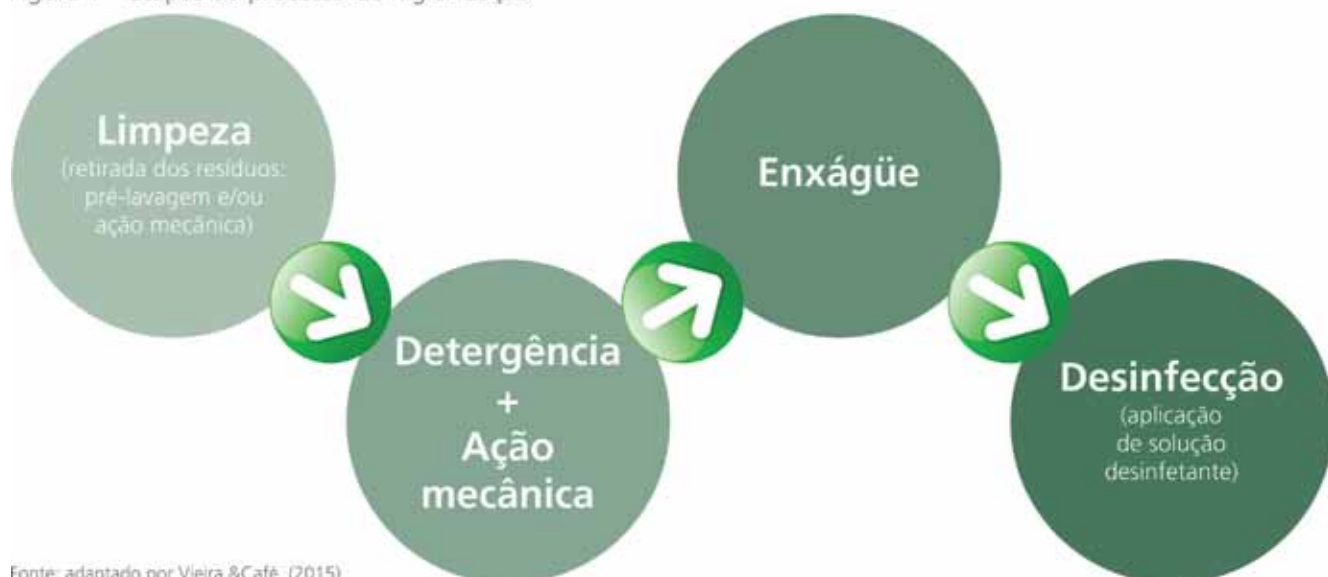 Limpeza
(retirada dos resíduos:
pré-lavagem e/ou
ação mecânica)
Detergência
+
Ação
mecânica
Enxágüe
Desinfecção
(aplicação
de solução
desinfetante)
Fonte: adaptado por Vieira &Café, (2015)